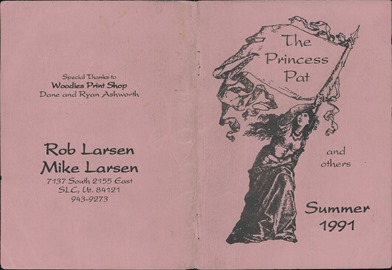 Special Thanks to
Woodies Print Shop
Dane and Ryan Ashworth
Rob Larsen
Mike Larsen
7137 South 2155 East
SLC, Ut. 84121
943-9273
The
Princess
Pat
and
others
Summer
1991